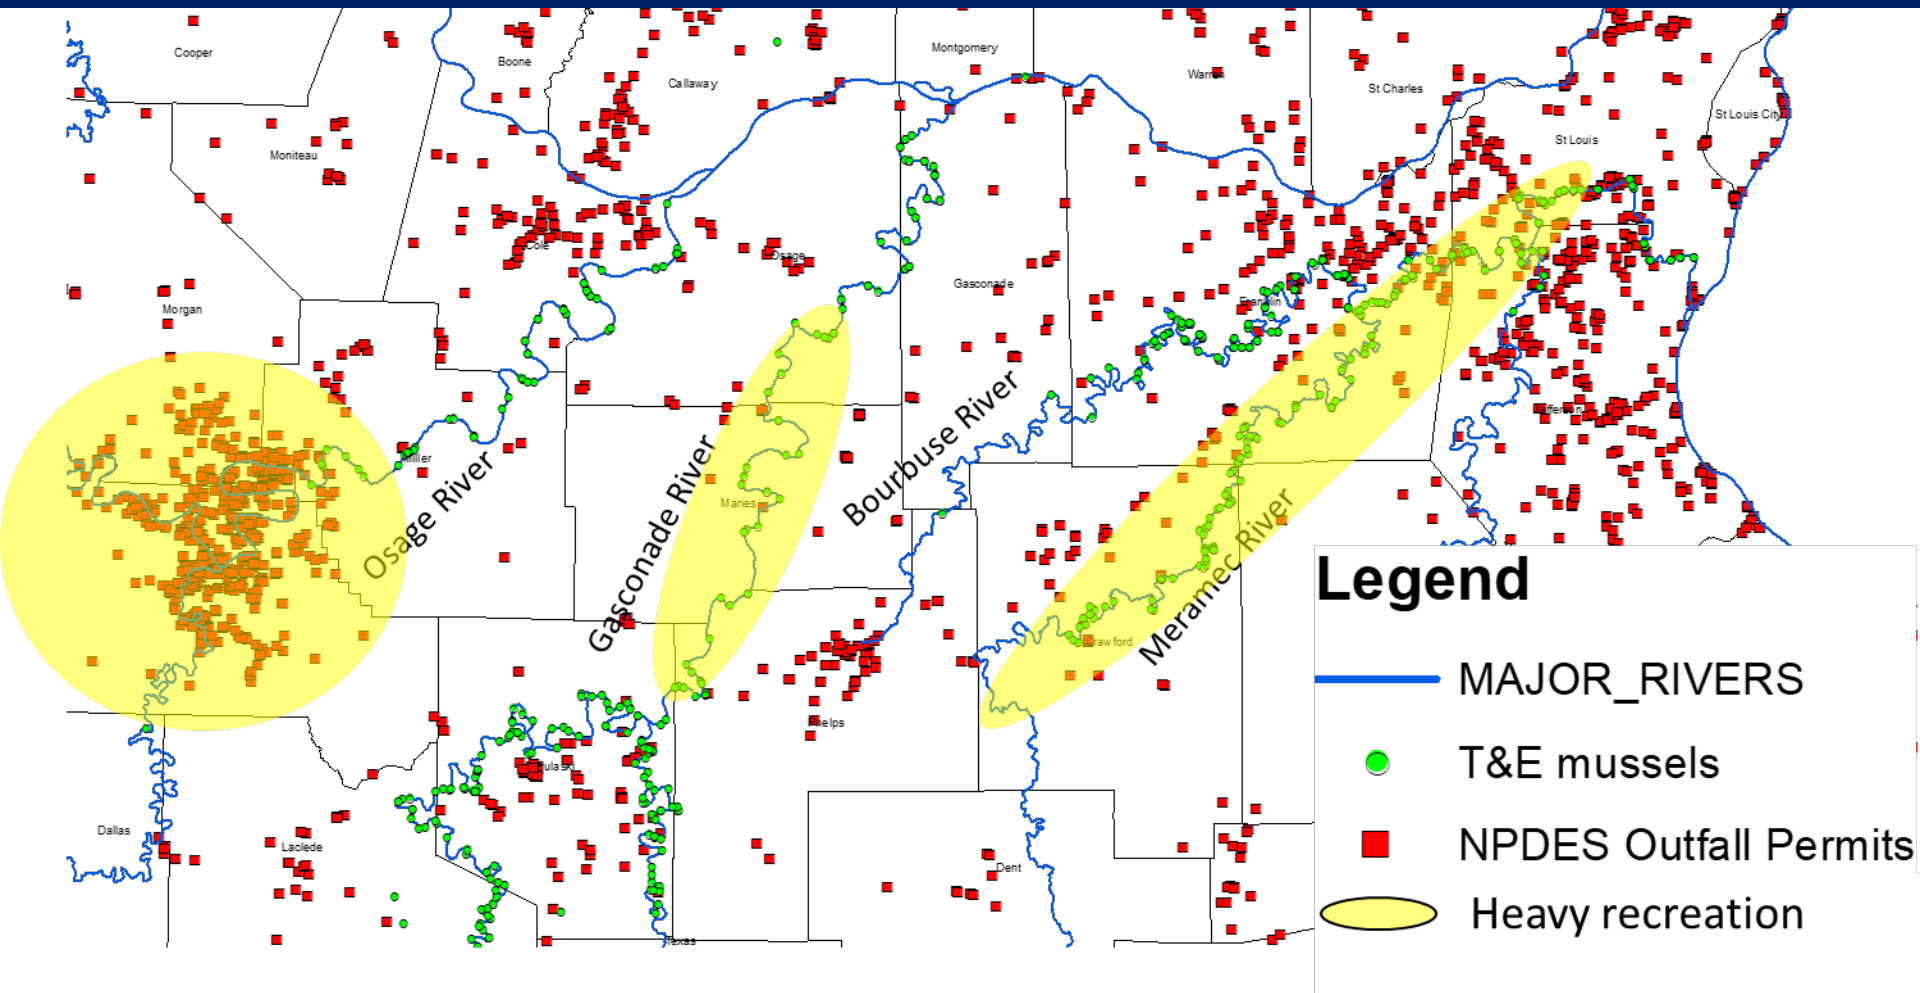 Cooper
Boone
Callaway
Montgomery
Warren
St Charles
St Louis City
St Louis
Moniteau
Cole
Osage
Gasconade
Franklin
Morgan
Jefferson
Miller
Maries
Osage River
Gasconade River
Bourbuse River
Meramec River
Crawford
Phelps
Pulaski
Dallas
Laclede
Dent
Texas
Legend
MAJOR_RIVERS
T&E mussels
NPDES Outfall Permits
Heavy recreation